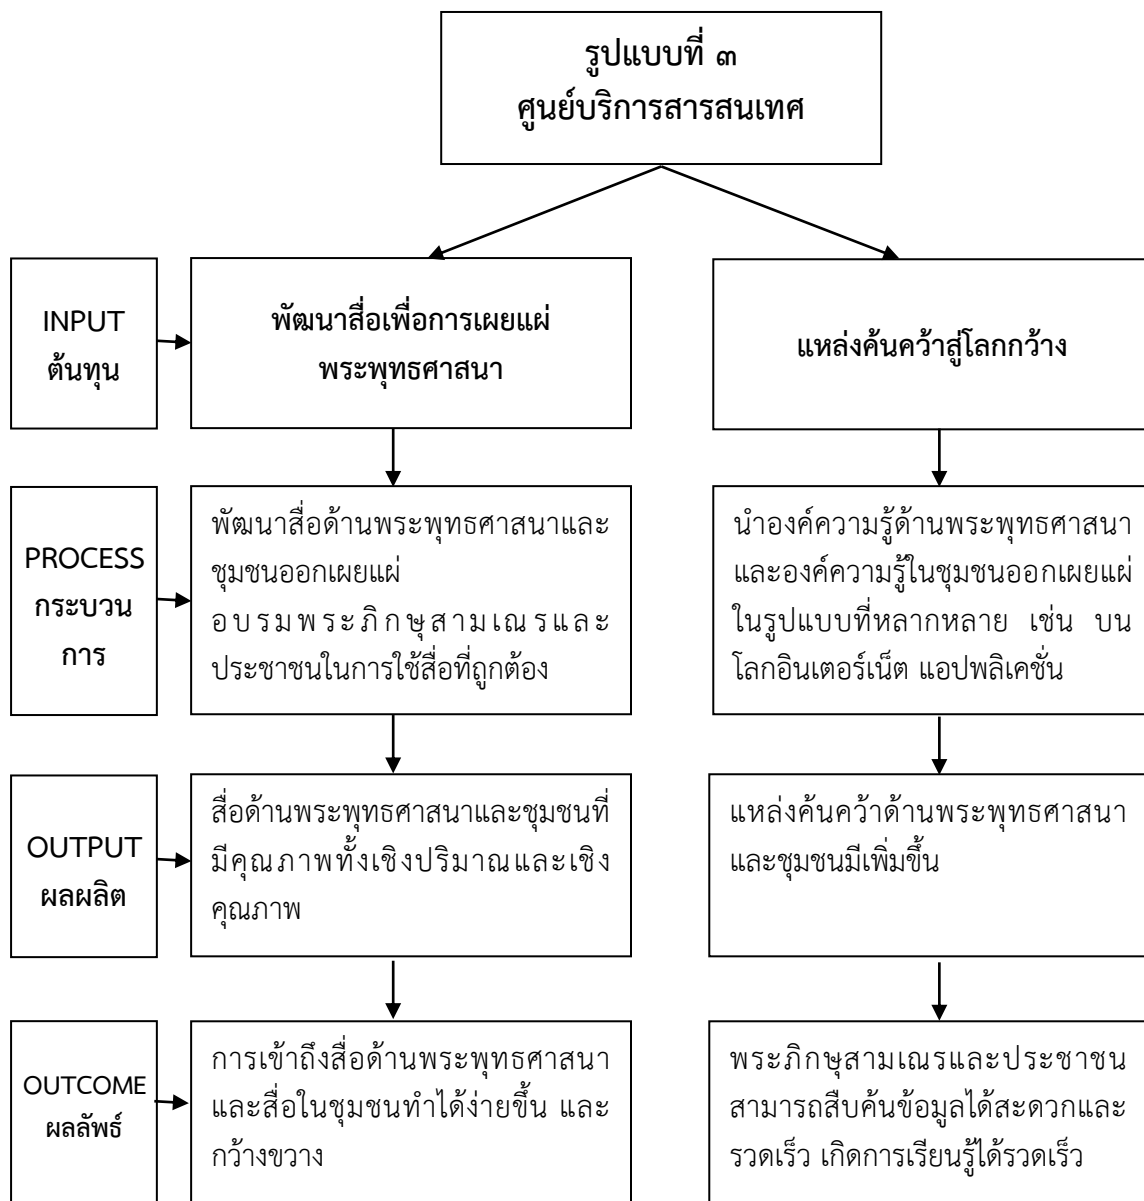 รูปแบบที่ ๓
ศูนย์บริการสารสนเทศ
INPUT
ต้นทุน
พัฒนาสื่อเพื่อการเผยแผ่
พระพุทธศาสนา
แหล่งค้นคว้าสู่โลกกว้าง
PROCESS
กระบวน
การ
พัฒนาสื่อด้านพระพุทธศาสนาและ
ชุมชนออกเผยแผ่
อบรมพระภิกษุสามเณรและ
ประชาชนในการใช้สื่อที่ถูกต้อง
นำองค์ความรู้ด้านพระพุทธศาสนา
และองค์ความรู้ในชุมชนออกเผยแผ่
ในรูปแบบที่หลากหลาย เช่น บน
โลกอินเตอร์เน็ต แอปพลิเคชั่น
OUTPUT
ผลผลิต
สื่อด้านพระพุทธศาสนาและชุมชนที่
มีคุณภาพทั้งเชิงปริมาณและเชิง
คุณภาพ
แหล่งค้นคว้าด้านพระพุทธศาสนา
และชุมชนมีเพิ่มขึ้น
OUTCOME
ผลลัพธ์
การเข้าถึงสื่อด้านพระพุทธศาสนา
และสื่อในชุมชนทำได้ง่ายขึ้น และ
กว้างขวาง
พระภิกษุสามเณรและประชาชน
สามารถสืบค้นข้อมูลได้สะดวกและ
รวดเร็ว เกิดการเรียนรู้ได้รวดเร็ว